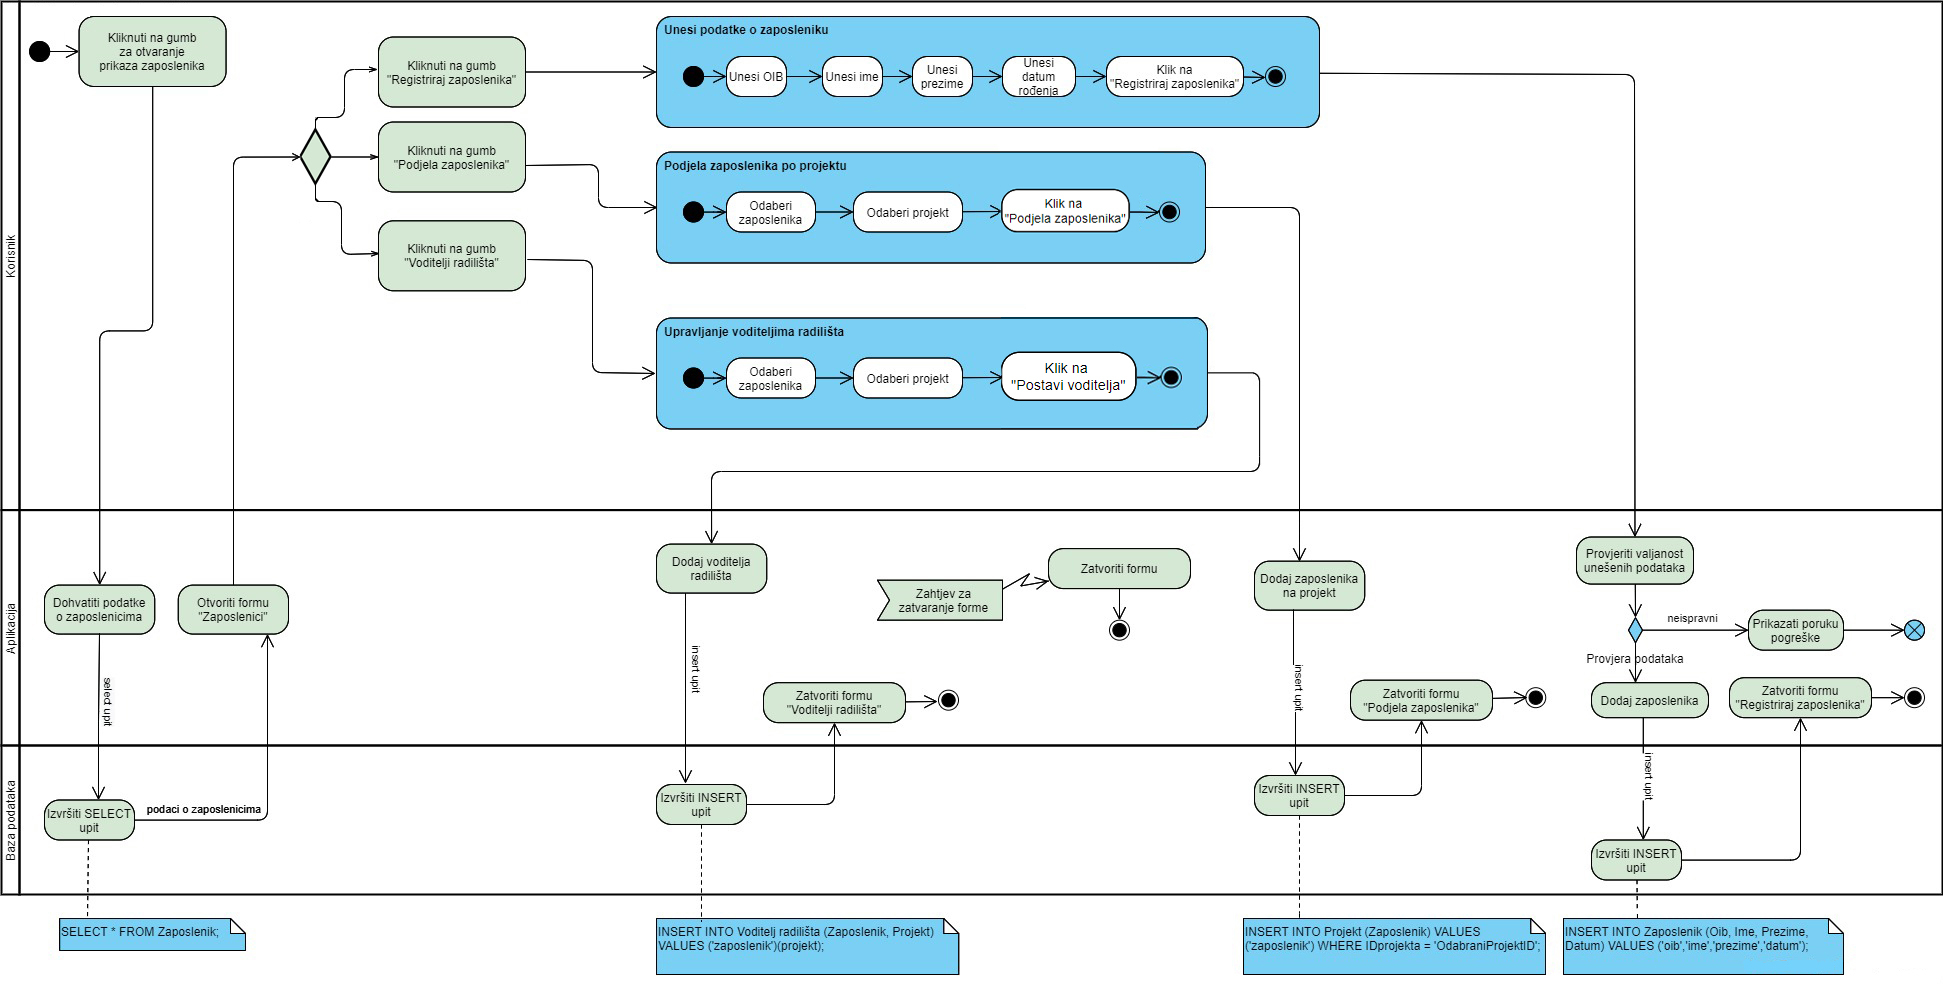 Korisnik
Kliknuti na gumb
za otvaranje
prikaza zaposlenika
Kliknuti na gumb
"Registriraj zaposlenika"
Kliknuti na gumb
"Podjela zaposlenika"
Kliknuti na gumb
"Voditelji radilišta"
Unesi podatke o zaposleniku
Unesi OIB
Unesi ime
Unesi
prezime
Unesi
datum
rođenja
Klik na
"Registriraj zaposlenika"
Podjela zaposlenika po projektu
Odaberi
zaposlenika
Odaberi projekt
Klik na
"Podjela zaposlenika"
Upravljanje voditeljima radilišta
Odaberi
zaposlenika
Odaberi projekt
Klik na
"Postavi voditelja"
Aplikacija
Dohvatiti podatke
o zaposlenicima
select upit
Otvoriti formu
"Zaposlenici"
Dodaj voditelja
radilišta
insert upit
Zatvoriti formu
"Voditelji radilišta"
Zahtjev za
zatvaranje forme
Zatvoriti formu
Dodaj zaposlenika
na projekt
insert upit
Zatvoriti formu
"Podjela zaposlenika"
Provjeriti valjanost
unešenih podataka
neispravni
Prikazati poruku
pogreške
Provjera podataka
Dodaj zaposlenika
Zatvoriti formu
"Registriraj zaposlenika"
insert upit
Baza podataka
Izvršiti SELECT
upit
podaci o zaposlenicima
Izvršiti INSERT
upit
Izvršiti INSERT
upit
Izvršiti INSERT
upit
SELECT * FROM Zaposlenik;
INSERT INTO Voditelj radilišta (Zaposlenik, Projekt)
VALUES ('zaposlenik')(projekt);
INSERT INTO Projekt (Zaposlenik) VALUES
('zaposlenik') WHERE IDprojekta = 'OdabraniProjektID';
INSERT INTO Zaposlenik (Oib, Ime, Prezime,
Datum) VALUES ('oib','ime','prezime','datum');